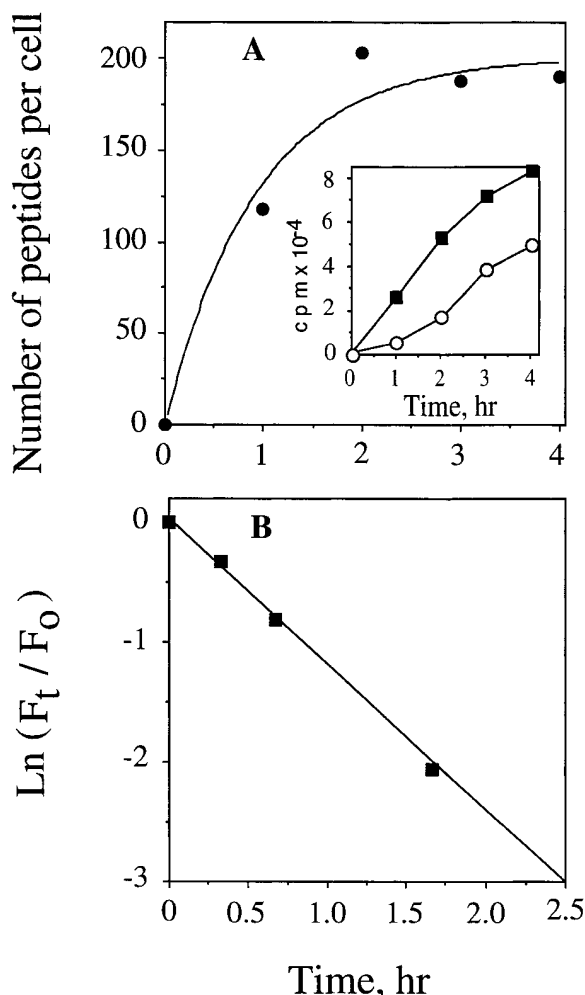 Number of peptides per cell
A
200
150
100
50
0
0 1 2 3 4
c p m x 10-4
8
6
4
2
0
0 1 2 3 4
Time, hr
Ln (Ft / Fo)
B
0
-1
-2
-3
0 0.5 1.0 1.5 2.0 2.5
Time, hr